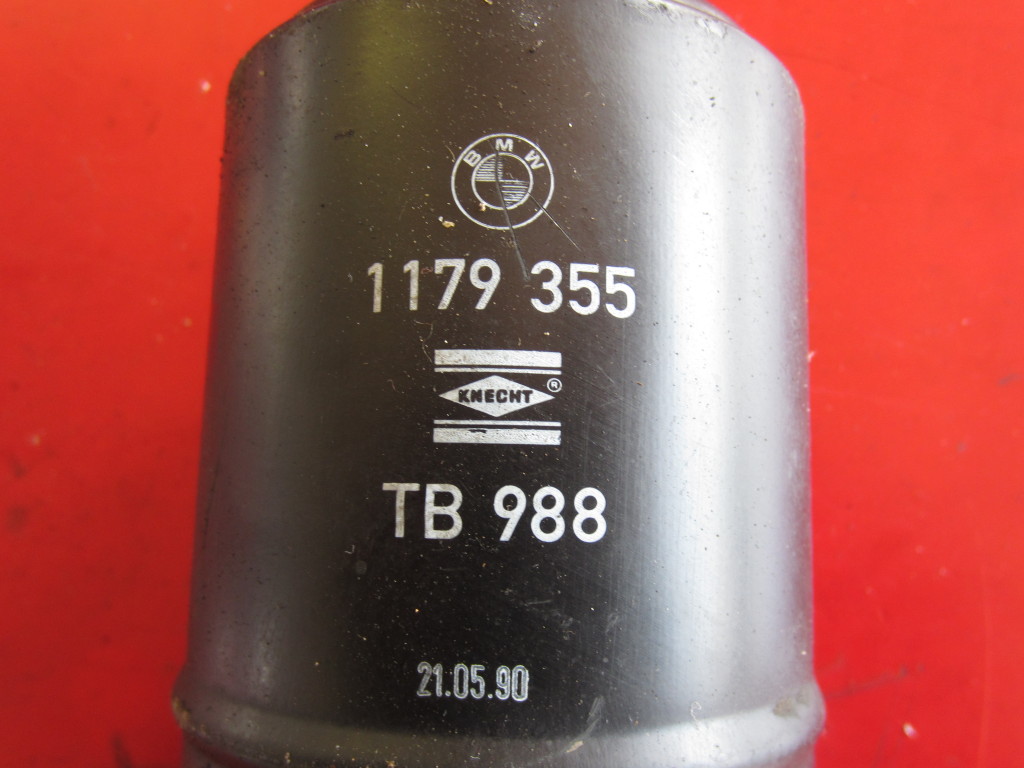 BMW
1179 355
KNECHT ®
TB 988
21.05.90